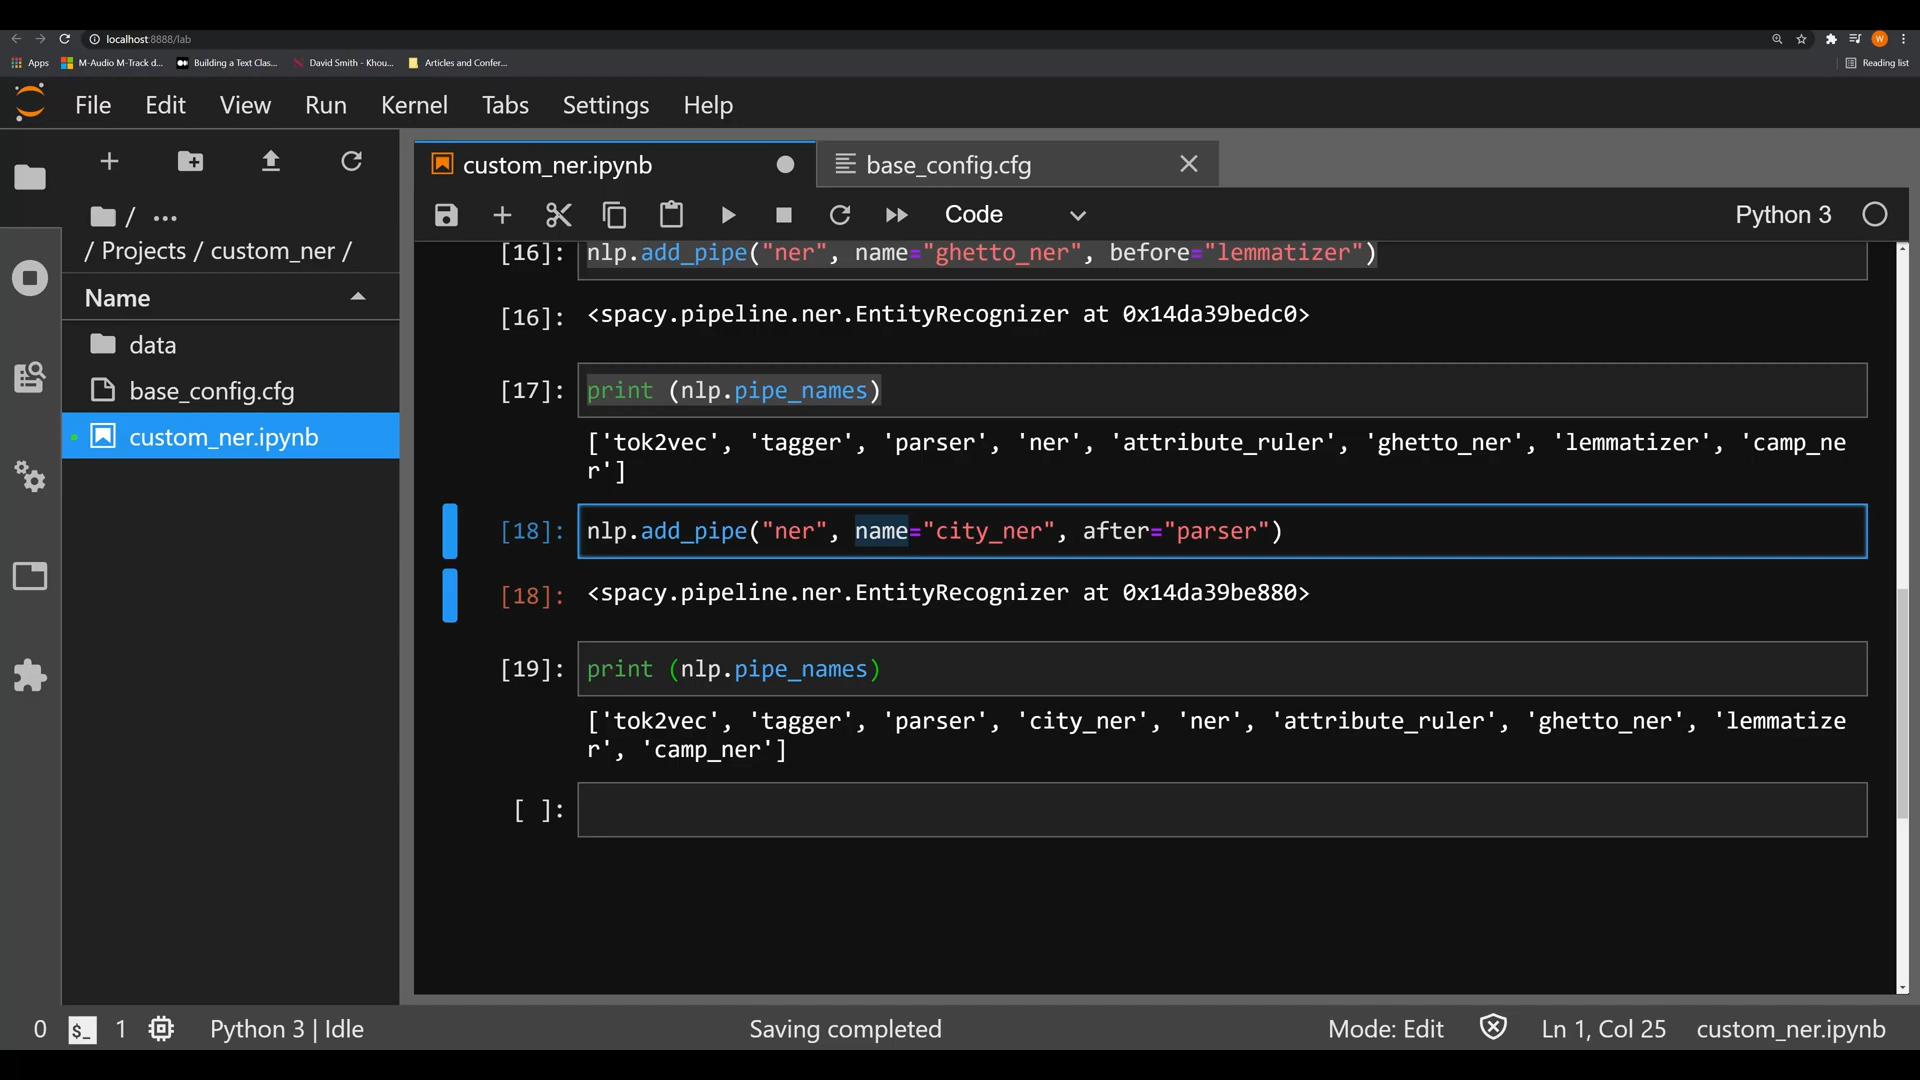 localhost:8888/lab
Apps M-Audio M-Track d... Building a Text Clas... David Smith - Khou... Articles and Confer... Reading list
File Edit View Run Kernel Tabs Settings Help
custom_ner.ipynb base_config.cfg
Code Python 3
/ ...
/ Projects / custom_ner /
Name
data
base_config.cfg
custom_ner.ipynb
[16]: nlp.add_pipe("ner", name="ghetto_ner", before="lemmatizer")
[16]: <spacy.pipeline.ner.EntityRecognizer at 0x14da39bedc0>
[17]: print (nlp.pipe_names)
['tok2vec', 'tagger', 'parser', 'ner', 'attribute_ruler', 'ghetto_ner', 'lemmatizer', 'camp_ne
r']
[18]: nlp.add_pipe("ner", name="city_ner", after="parser")
[18]: <spacy.pipeline.ner.EntityRecognizer at 0x14da39be880>
[19]: print (nlp.pipe_names)
['tok2vec', 'tagger', 'parser', 'city_ner', 'ner', 'attribute_ruler', 'ghetto_ner', 'lemmatize
r', 'camp_ner']
[ ]:
0 $_ 1 Python 3 | Idle Saving completed Mode: Edit Ln 1, Col 25 custom_ner.ipynb